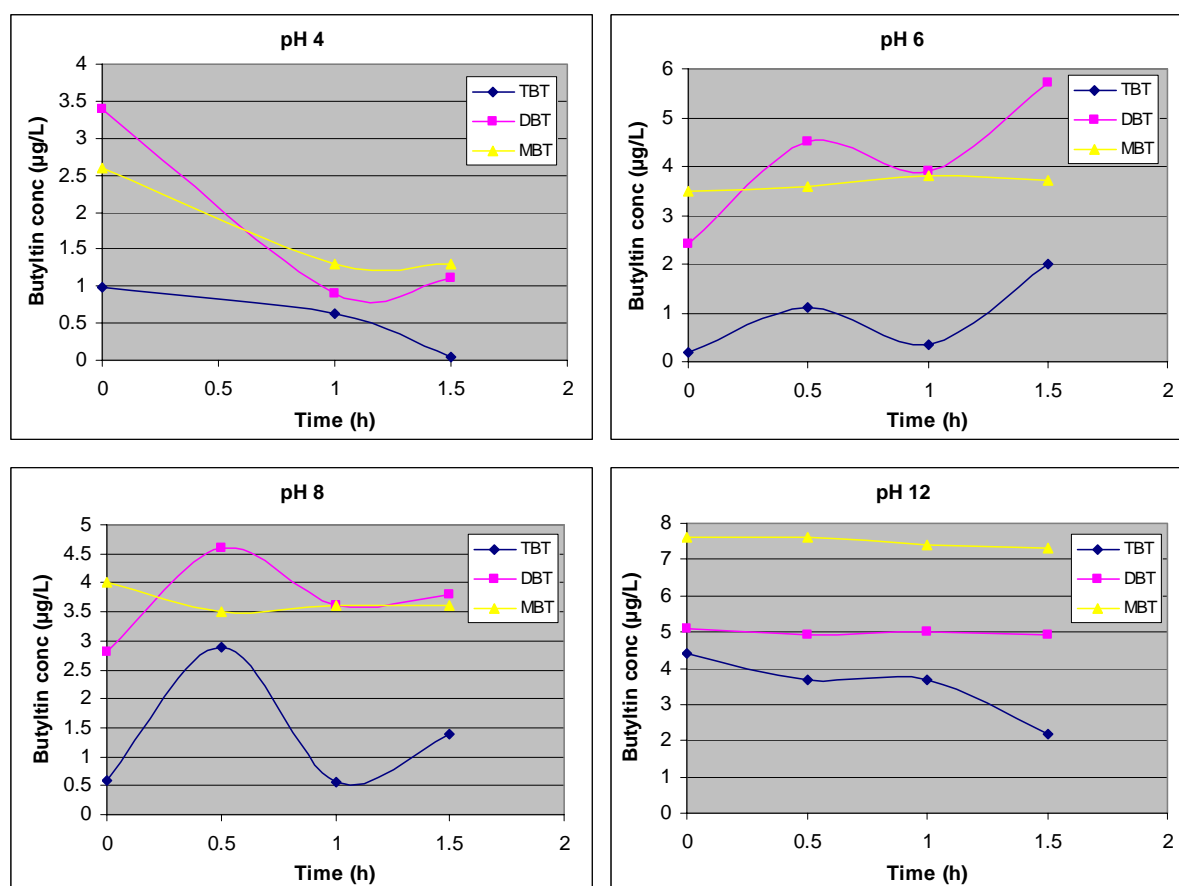 pH 4
Butyltin conc (µg/L)
4
3.5
3
2.5
2
1.5
1
0.5
0
0 0.5 1 1.5 2
Time (h)
TBT
DBT
MBT
pH 6
Butyltin conc (µg/L)
6
5
4
3
2
1
0
0 0.5 1 1.5 2
Time (h)
TBT
DBT
MBT
pH 8
Butyltin conc (µg/L)
5
4.5
4
3.5
3
2.5
2
1.5
1
0.5
0
0 0.5 1 1.5 2
Time (h)
TBT
DBT
MBT
pH 12
Butyltin conc (µg/L)
8
7
6
5
4
3
2
1
0
0 0.5 1 1.5 2
Time (h)
TBT
DBT
MBT